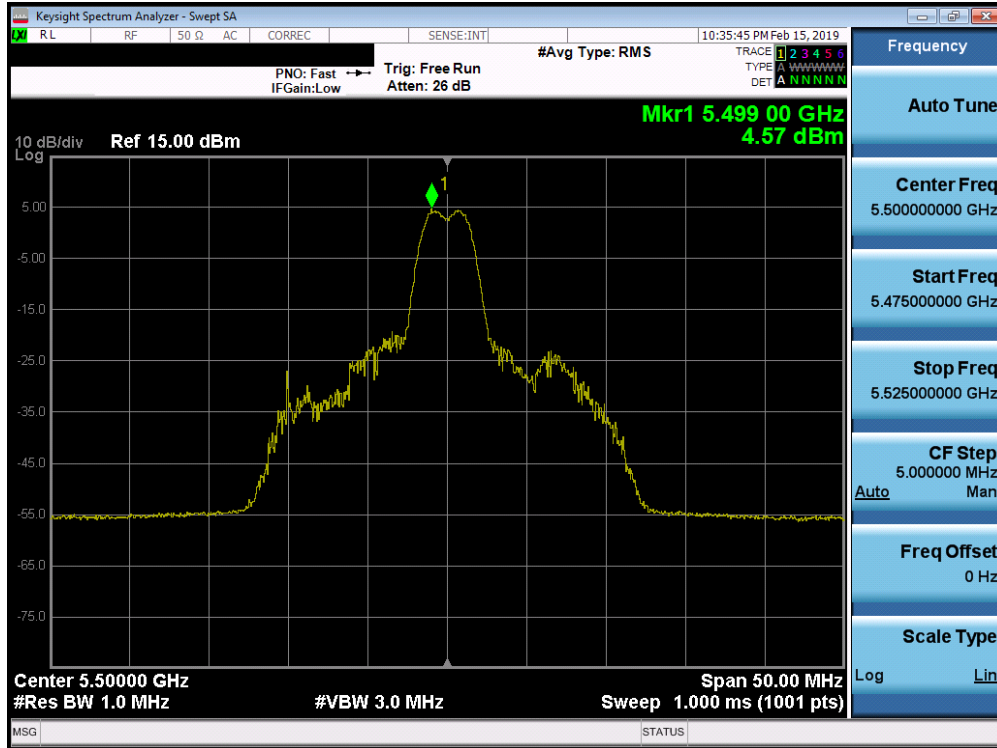 Keysight Spectrum Analyzer - Swept SA
LXI RL RF 50 Ω AC CORREC SENSE:INT 10:35:45 PM Feb 15, 2019
#Avg Type: RMS TRACE 1 2 3 4 5 6
PNO: Fast Trig: Free Run TYPE A WWWWW
IFGain:Low Atten: 26 dB DET A N N N N N
Mkr1 5.499 00 GHz
4.57 dBm
10 dB/div Ref 15.00 dBm
Log
1
5.00
-5.00
-15.0
-25.0
-35.0
-45.0
-55.0
-65.0
-75.0
Center 5.50000 GHz Span 50.00 MHz
#Res BW 1.0 MHz #VBW 3.0 MHz Sweep 1.000 ms (1001 pts)
MSG STATUS
Frequency
Auto Tune
Center Freq
5.500000000 GHz
Start Freq
5.475000000 GHz
Stop Freq
5.525000000 GHz
CF Step
5.000000 MHz
Auto Man
Freq Offset
0 Hz
Scale Type
Log Lin